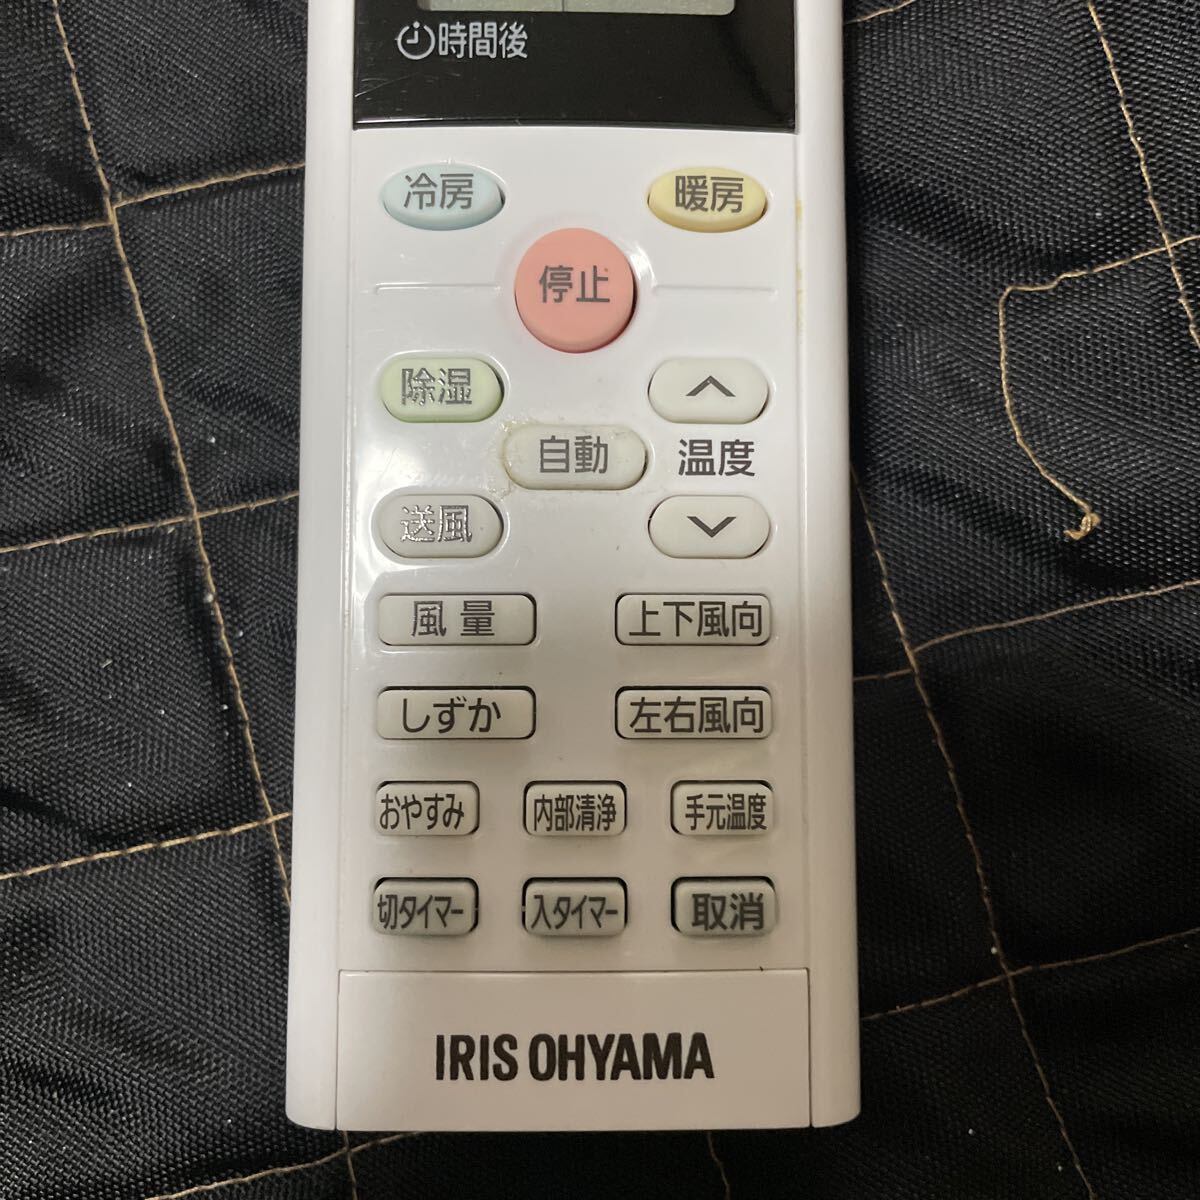 時間後
冷房
暖房
停止
除湿
自動
温度
送風
風量
上下風向
しずか
左右風向
おやすみ
内部清浄
手元温度
切タイマー
入タイマー
取消
IRIS OHYAMA